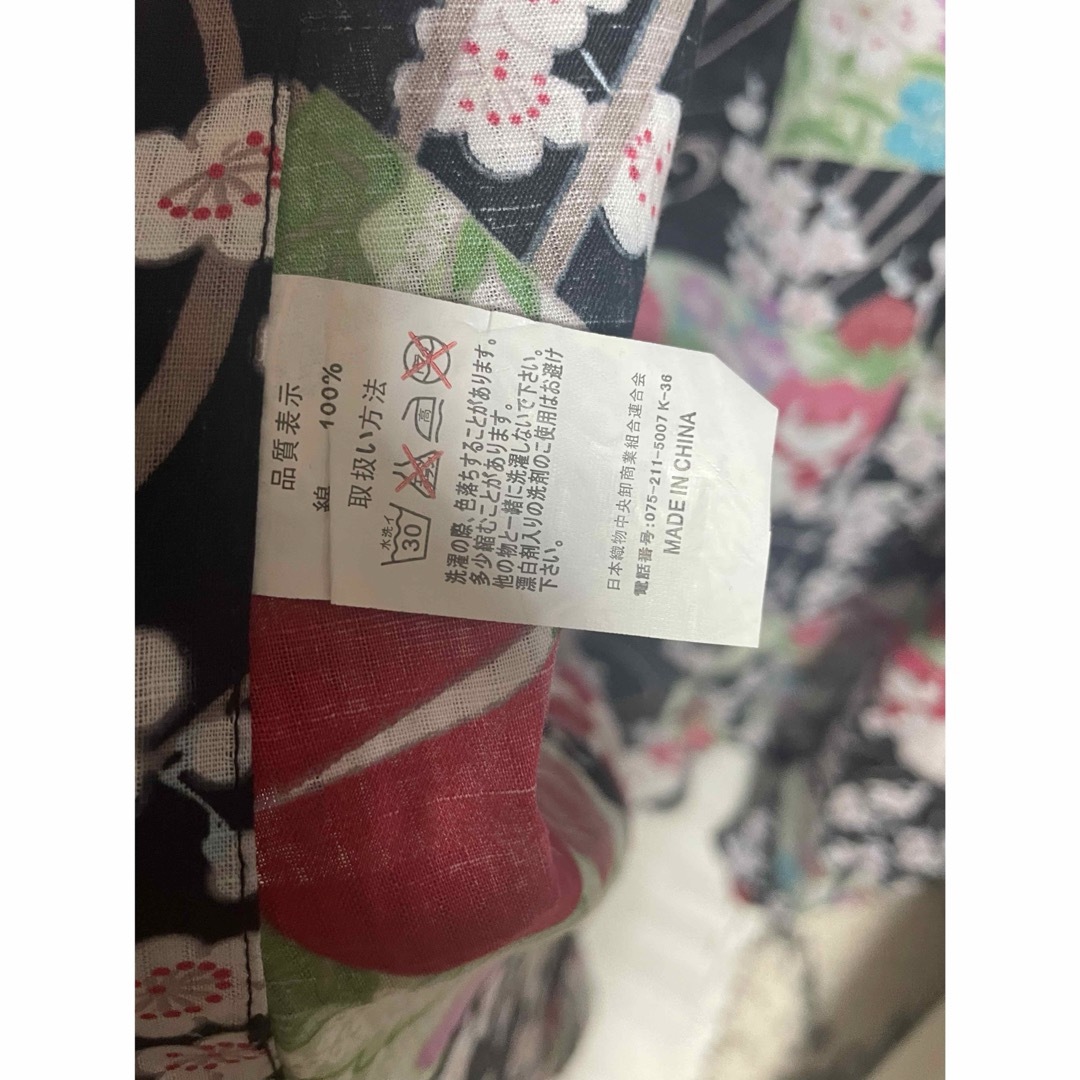 品質表示
綿 100%
取扱い方法
水洗イ
30
高
洗濯の際、色落ちすることがあります。
多少縮むことがあります。
他の物と一緒に洗濯しないで下さい。
漂白剤入りの洗剤のご使用はお避け
下さい。
日本織物中央卸商業組合連合会
電話番号:075-211-5007 K-36
MADE IN CHINA